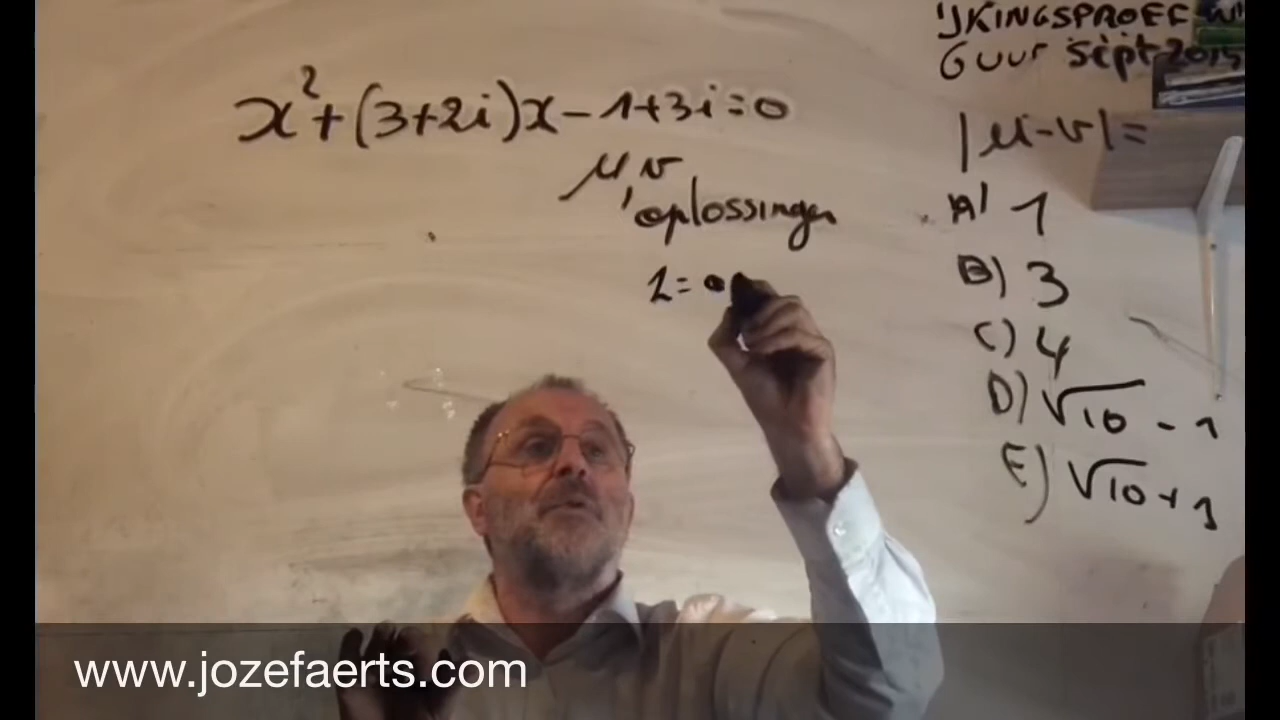 x² + (3+2i)x − 1+3i = 0
u, v
oplossingen
z = a
IJKINGSPROEF W
6 uur sept 2015
|u-v| =
A) 1
B) 3
C) 4
D) √10 - 1
E) √10 + 1
www.jozefaerts.com